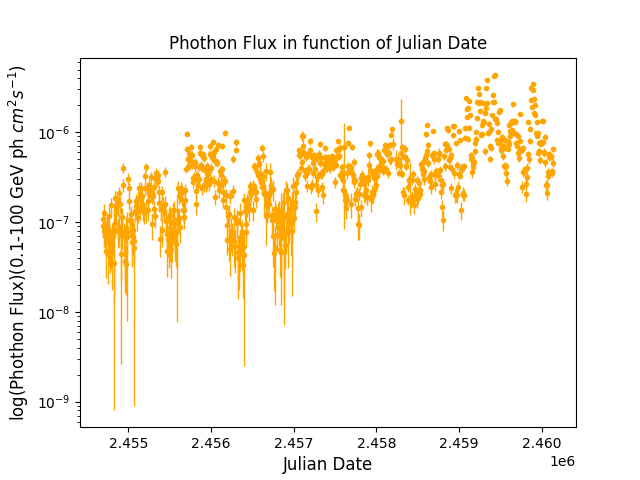 Phothon Flux in function of Julian Date
log(Phothon Flux)(0.1-100 GeV ph cm²s⁻¹)
10⁻⁶
10⁻⁷
10⁻⁸
10⁻⁹
2.455 2.456 2.457 2.458 2.459 2.460
1e6
Julian Date